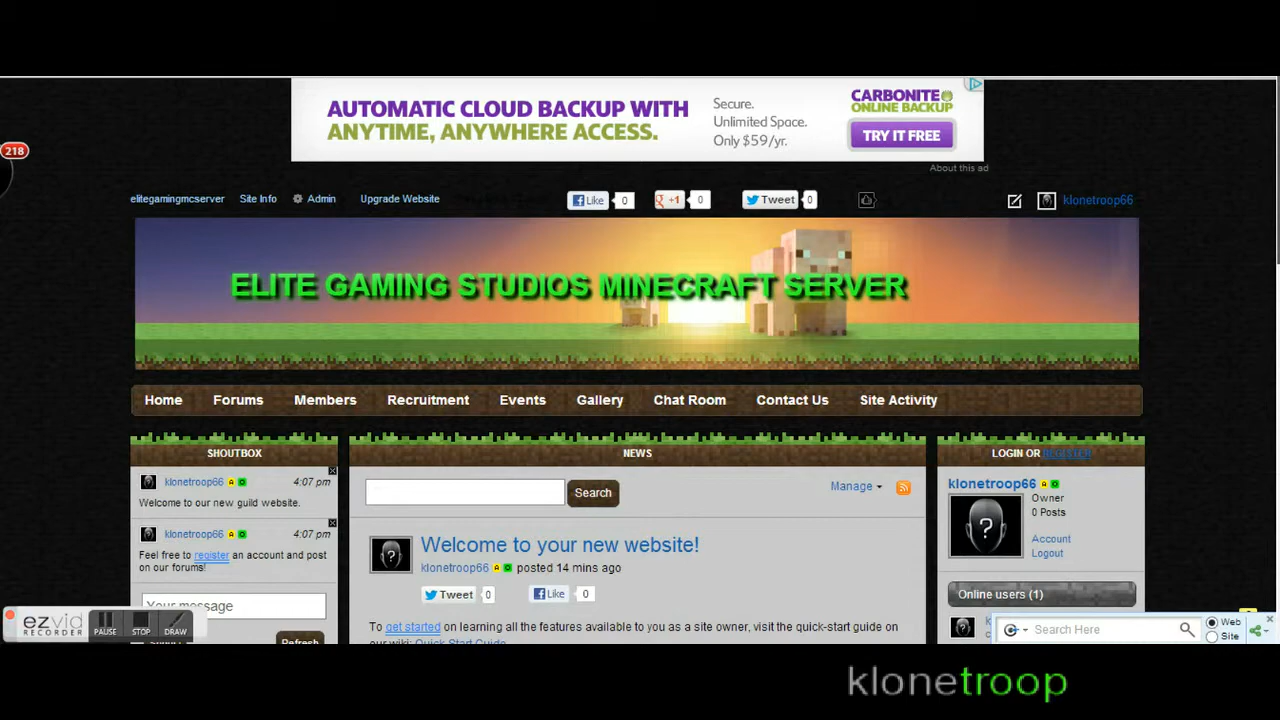 AUTOMATIC CLOUD BACKUP WITH
ANYTIME, ANYWHERE ACCESS.
Secure.
Unlimited Space.
Only $59/yr.
CARBONITE
ONLINE BACKUP
TRY IT FREE
About this ad
218
elitegamingmcserver Site Info Admin Upgrade Website Like 0 +1 0 Tweet 0 klonetroop66
ELITE GAMING STUDIOS MINECRAFT SERVER
Home Forums Members Recruitment Events Gallery Chat Room Contact Us Site Activity
SHOUTBOX
klonetroop66 A O 4:07 pm
Welcome to our new guild website.
klonetroop66 A O 4:07 pm
Feel free to register an account and post
on our forums!
Your message
Refresh
NEWS
Search
Manage
Welcome to your new website!
klonetroop66 A O posted 14 mins ago
Tweet 0 Like 0
To get started on learning all the features available to you as a site owner, visit the quick-start guide on
our wiki: Quick Start Guide
LOGIN OR REGISTER
klonetroop66 A O
Owner
0 Posts
Account
Logout
Online users (1)
ezvid
RECORDER
PAUSE STOP DRAW
Search Here
Web
Site
klonetroop